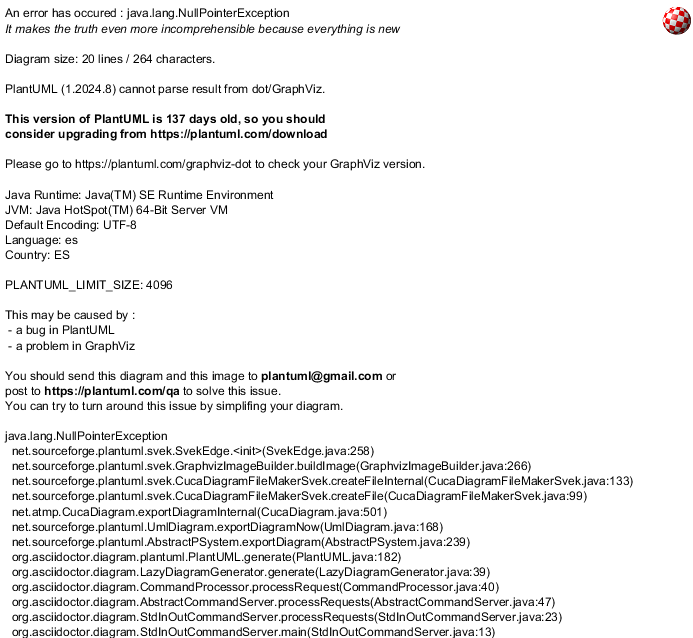 An error has occured : java.lang.NullPointerException
It makes the truth even more incomprehensible because everything is new
Diagram size: 20 lines / 264 characters.
PlantUML (1.2024.8) cannot parse result from dot/GraphViz.
This version of PlantUML is 137 days old, so you should
consider upgrading from https://plantuml.com/download
Please go to https://plantuml.com/graphviz-dot to check your GraphViz version.
Java Runtime: Java(TM) SE Runtime Environment
JVM: Java HotSpot(TM) 64-Bit Server VM
Default Encoding: UTF-8
Language: es
Country: ES
PLANTUML_LIMIT_SIZE: 4096
This may be caused by :
- a bug in PlantUML
- a problem in GraphViz
You should send this diagram and this image to plantuml@gmail.com or
post to https://plantuml.com/qa to solve this issue.
You can try to turn around this issue by simplifing your diagram.
java.lang.NullPointerException
net.sourceforge.plantuml.svek.SvekEdge.<init>(SvekEdge.java:258)
net.sourceforge.plantuml.svek.GraphvizImageBuilder.buildImage(GraphvizImageBuilder.java:266)
net.sourceforge.plantuml.svek.CucaDiagramFileMakerSvek.createFileInternal(CucaDiagramFileMakerSvek.java:133)
net.sourceforge.plantuml.svek.CucaDiagramFileMakerSvek.createFile(CucaDiagramFileMakerSvek.java:99)
net.atmp.CucaDiagram.exportDiagramInternal(CucaDiagram.java:501)
net.sourceforge.plantuml.UmlDiagram.exportDiagramNow(UmlDiagram.java:168)
net.sourceforge.plantuml.AbstractPSystem.exportDiagram(AbstractPSystem.java:239)
org.asciidoctor.diagram.plantuml.PlantUML.generate(PlantUML.java:182)
org.asciidoctor.diagram.LazyDiagramGenerator.generate(LazyDiagramGenerator.java:39)
org.asciidoctor.diagram.CommandProcessor.processRequest(CommandProcessor.java:40)
org.asciidoctor.diagram.AbstractCommandServer.processRequests(AbstractCommandServer.java:47)
org.asciidoctor.diagram.StdInOutCommandServer.processRequests(StdInOutCommandServer.java:23)
org.asciidoctor.diagram.StdInOutCommandServer.main(StdInOutCommandServer.java:13)